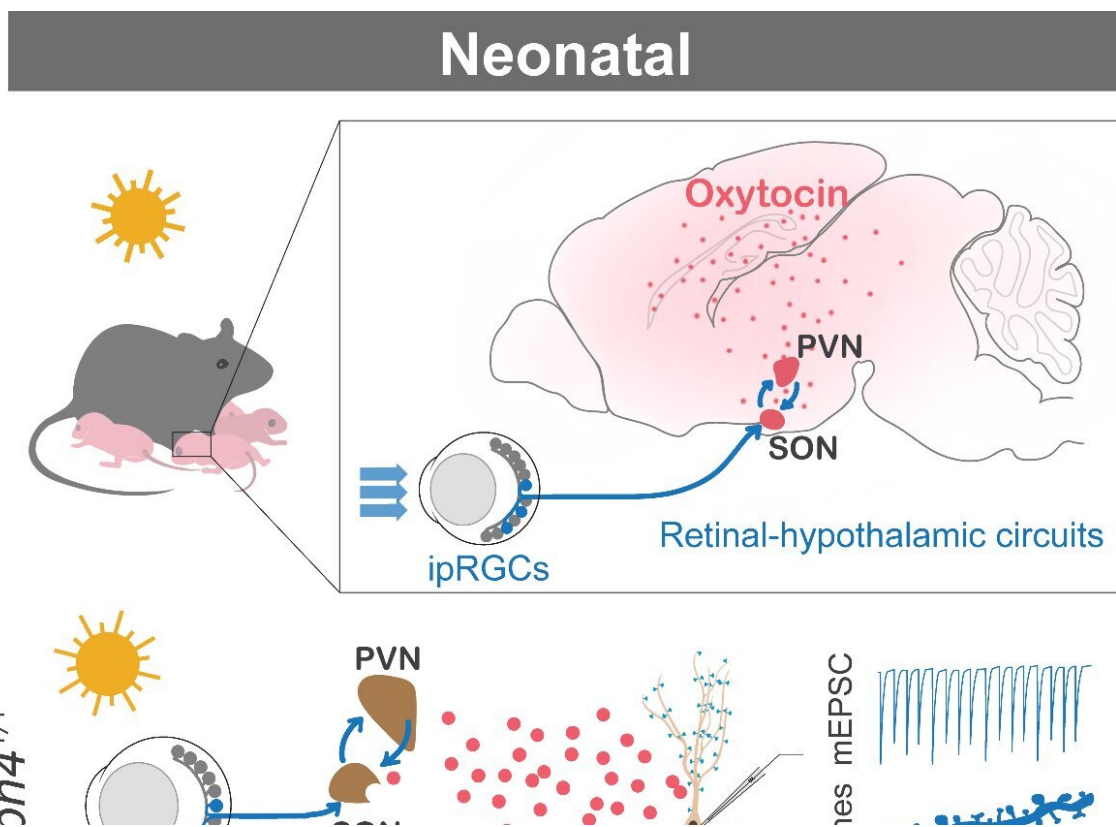 Neonatal
Oxytocin
PVN
SON
ipRGCs
Retinal-hypothalamic circuits
PVN
mEPSC